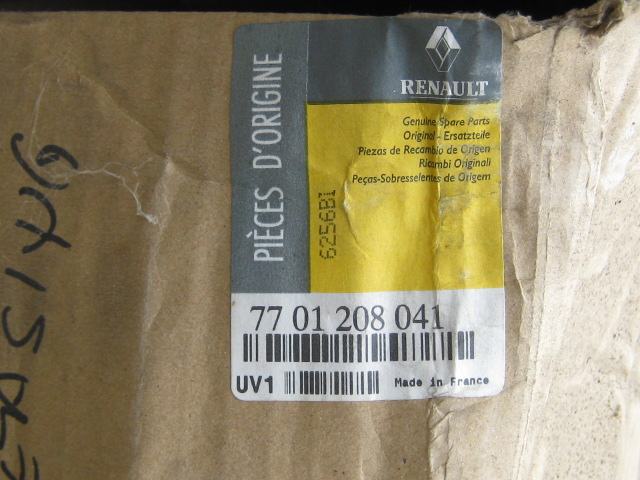 RENAULT
PIÈCES D'ORIGINE
Genuine Spare Parts
Original - Ersatzteile
Piezas de Recambio de Origen
Ricambi Originali
Peças-Sobresselentes de Origem
6256B1
77 01 208 041
UV1
Made in France